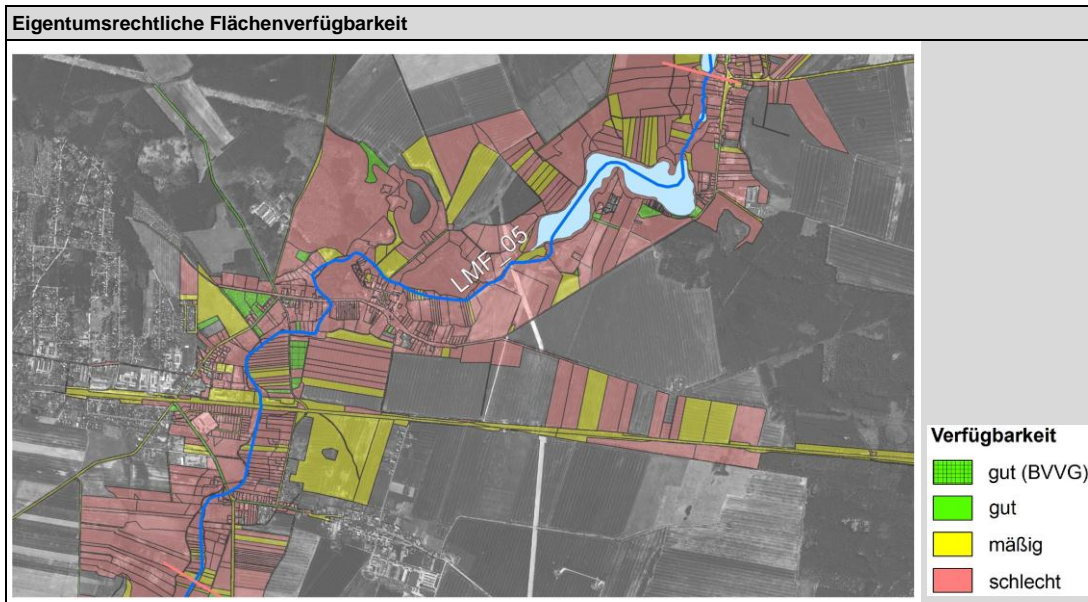 Eigentumsrechtliche Flächenverfügbarkeit
LMF_05
Verfügbarkeit
gut (BVVG)
gut
mäßig
schlecht